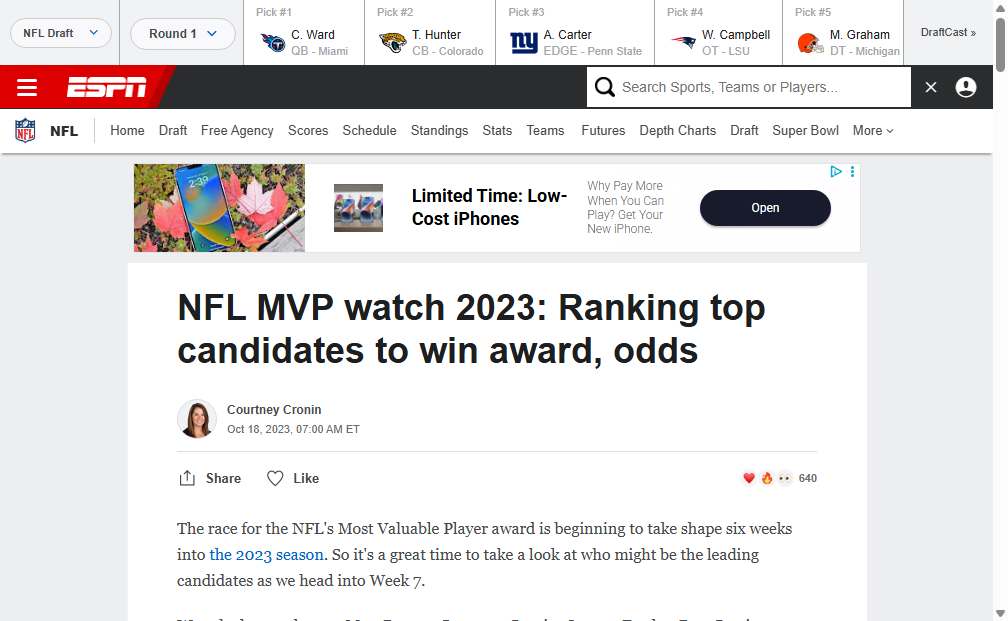 NFL Draft
Round 1
Pick #1
C. Ward
QB - Miami
Pick #2
T. Hunter
CB - Colorado
Pick #3
A. Carter
EDGE - Penn State
Pick #4
W. Campbell
OT - LSU
Pick #5
M. Graham
DT - Michigan
DraftCast »
ESPN
Search Sports, Teams or Players...
NFL
Home Draft Free Agency Scores Schedule Standings Stats Teams Futures Depth Charts Draft Super Bowl More
2:39
Limited Time: Low-
Cost iPhones
Why Pay More
When You Can
Play? Get Your
New iPhone.
Open
NFL MVP watch 2023: Ranking top
candidates to win award, odds
Courtney Cronin
Oct 18, 2023, 07:00 AM ET
Share Like 640
The race for the NFL's Most Valuable Player award is beginning to take shape six weeks
into the 2023 season. So it's a great time to take a look at who might be the leading
candidates as we head into Week 7.